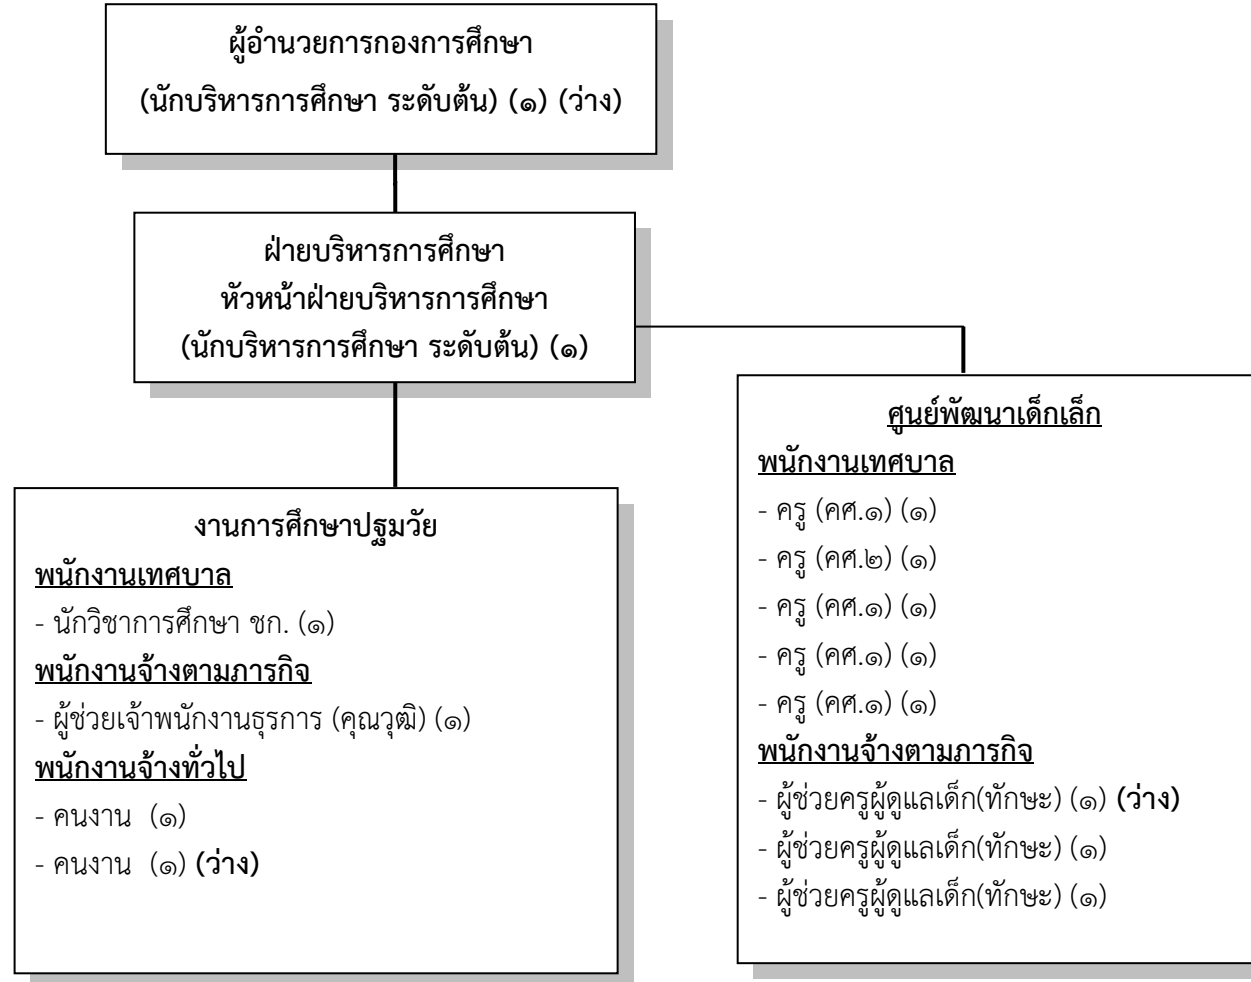 ผู้อำนวยการกองการศึกษา
(นักบริหารการศึกษา ระดับต้น) (๑) (ว่าง)
ฝ่ายบริหารการศึกษา
หัวหน้าฝ่ายบริหารการศึกษา
(นักบริหารการศึกษา ระดับต้น) (๑)
งานการศึกษาปฐมวัย
พนักงานเทศบาล
- นักวิชาการศึกษา ชก. (๑)
พนักงานจ้างตามภารกิจ
- ผู้ช่วยเจ้าพนักงานธุรการ (คุณวุฒิ) (๑)
พนักงานจ้างทั่วไป
- คนงาน (๑)
- คนงาน (๑) (ว่าง)
ศูนย์พัฒนาเด็กเล็ก
พนักงานเทศบาล
- ครู (คศ.๑) (๑)
- ครู (คศ.๒) (๑)
- ครู (คศ.๑) (๑)
- ครู (คศ.๑) (๑)
- ครู (คศ.๑) (๑)
พนักงานจ้างตามภารกิจ
- ผู้ช่วยครูผู้ดูแลเด็ก(ทักษะ) (๑) (ว่าง)
- ผู้ช่วยครูผู้ดูแลเด็ก(ทักษะ) (๑)
- ผู้ช่วยครูผู้ดูแลเด็ก(ทักษะ) (๑)